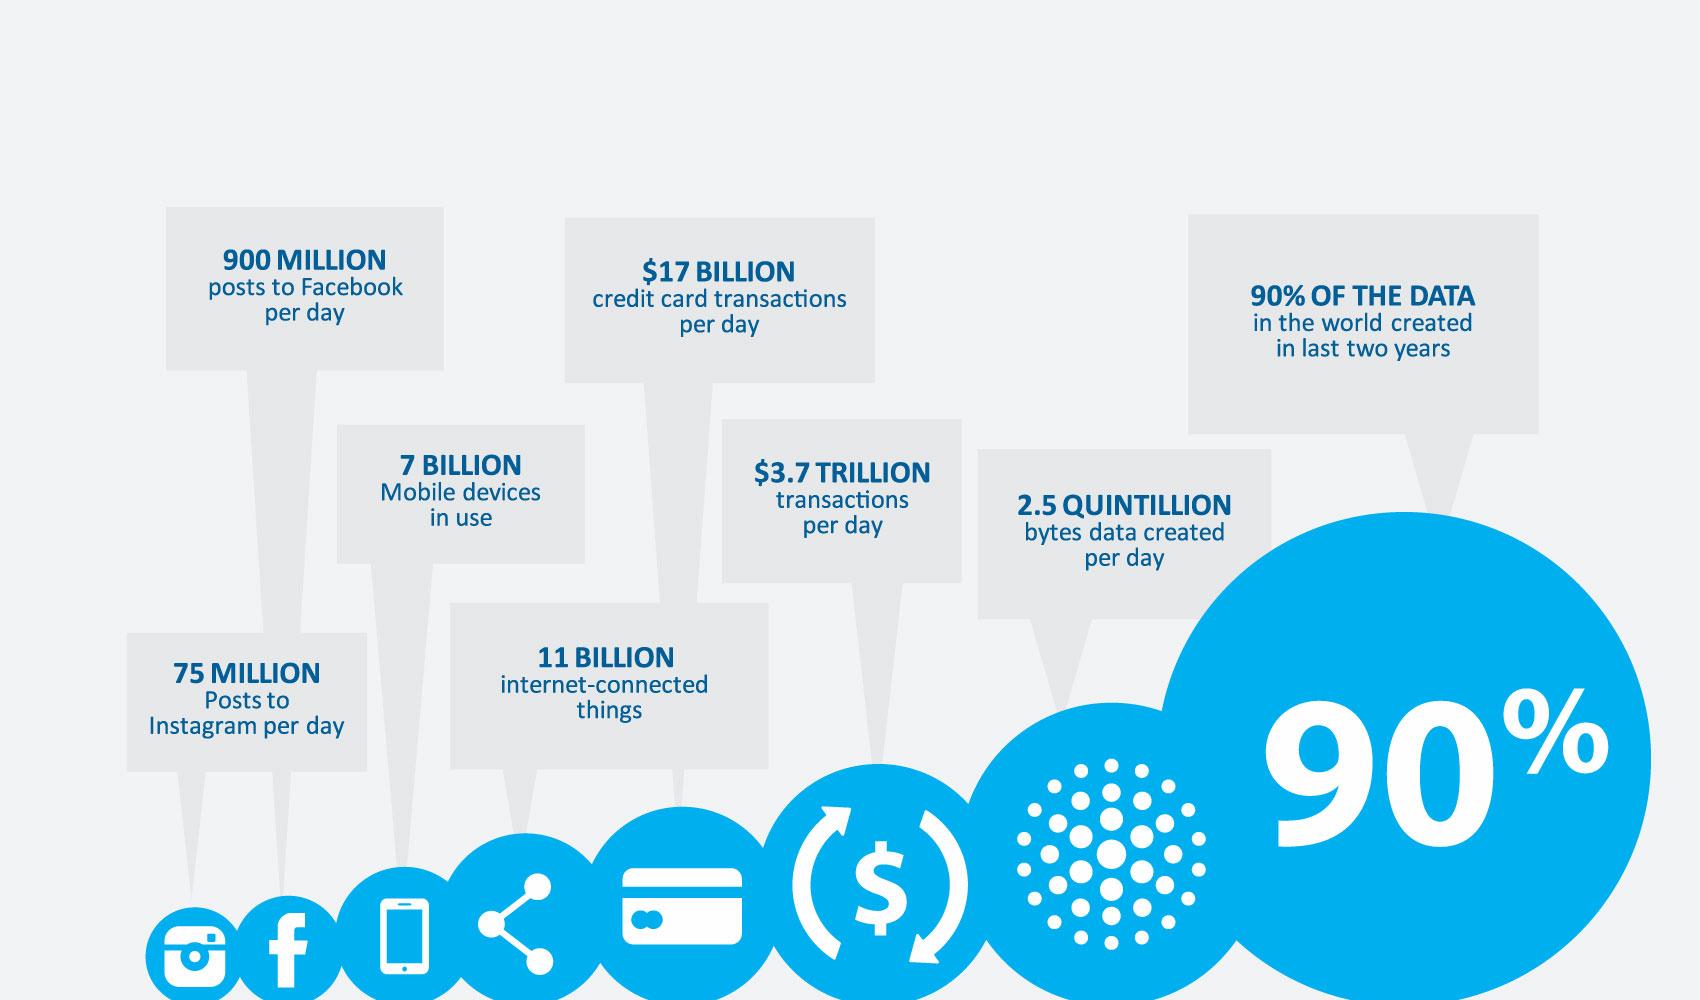 900 MILLION
posts to Facebook
per day
$17 BILLION
credit card transactions
per day
90% OF THE DATA
in the world created
in last two years
7 BILLION
Mobile devices
in use
$3.7 TRILLION
transactions
per day
2.5 QUINTILLION
bytes data created
per day
75 MILLION
Posts to
Instagram per day
11 BILLION
internet-connected
things
$
90%